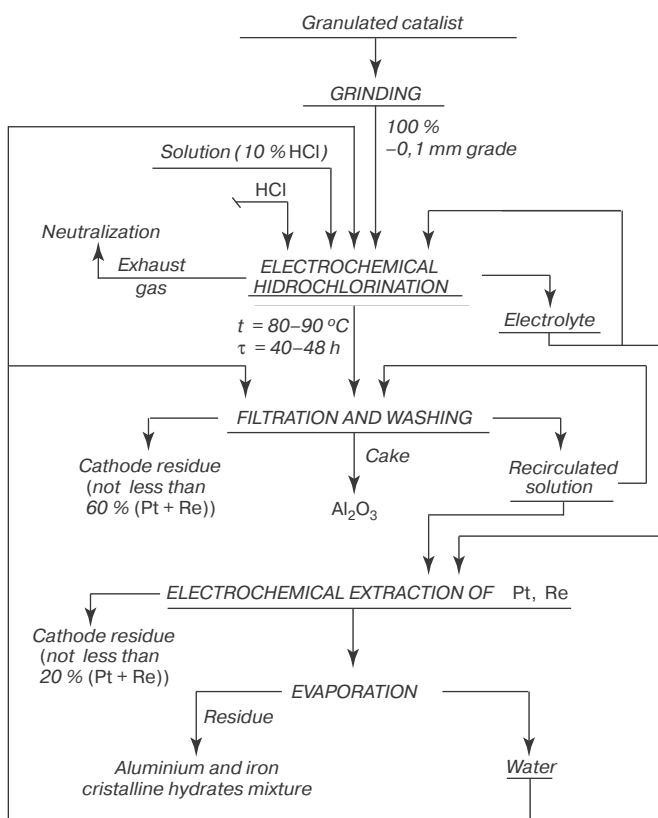 Granulated catalist
GRINDING
100 %
–0,1 mm grade
Solution (10 % HCl)
HCl
Neutralization
Exhaust
gas
ELECTROCHEMICAL
HIDROCHLORINATION
Electrolyte
t = 80–90 ºC
τ = 40–48 h
FILTRATION AND WASHING
Cathode residue
(not less than
60 % (Pt + Re))
Cake
Al₂O₃
Recirculated
solution
ELECTROCHEMICAL EXTRACTION OF Pt, Re
Cathode residue
(not less than
20 % (Pt + Re))
EVAPORATION
Residue
Aluminium and iron
cristalline hydrates mixture
Water